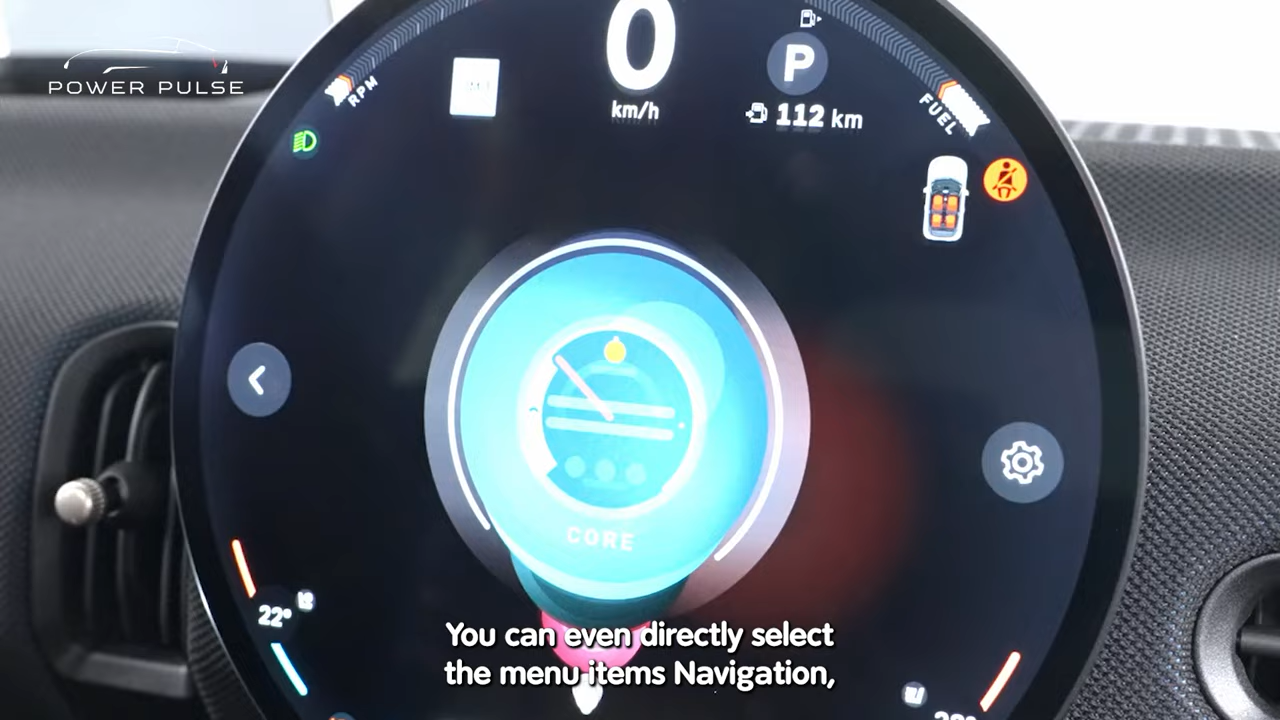 POWER PULSE
0
km/h
P
112 km
RPM
FUEL
CORE
22°
You can even directly select
the menu items Navigation,